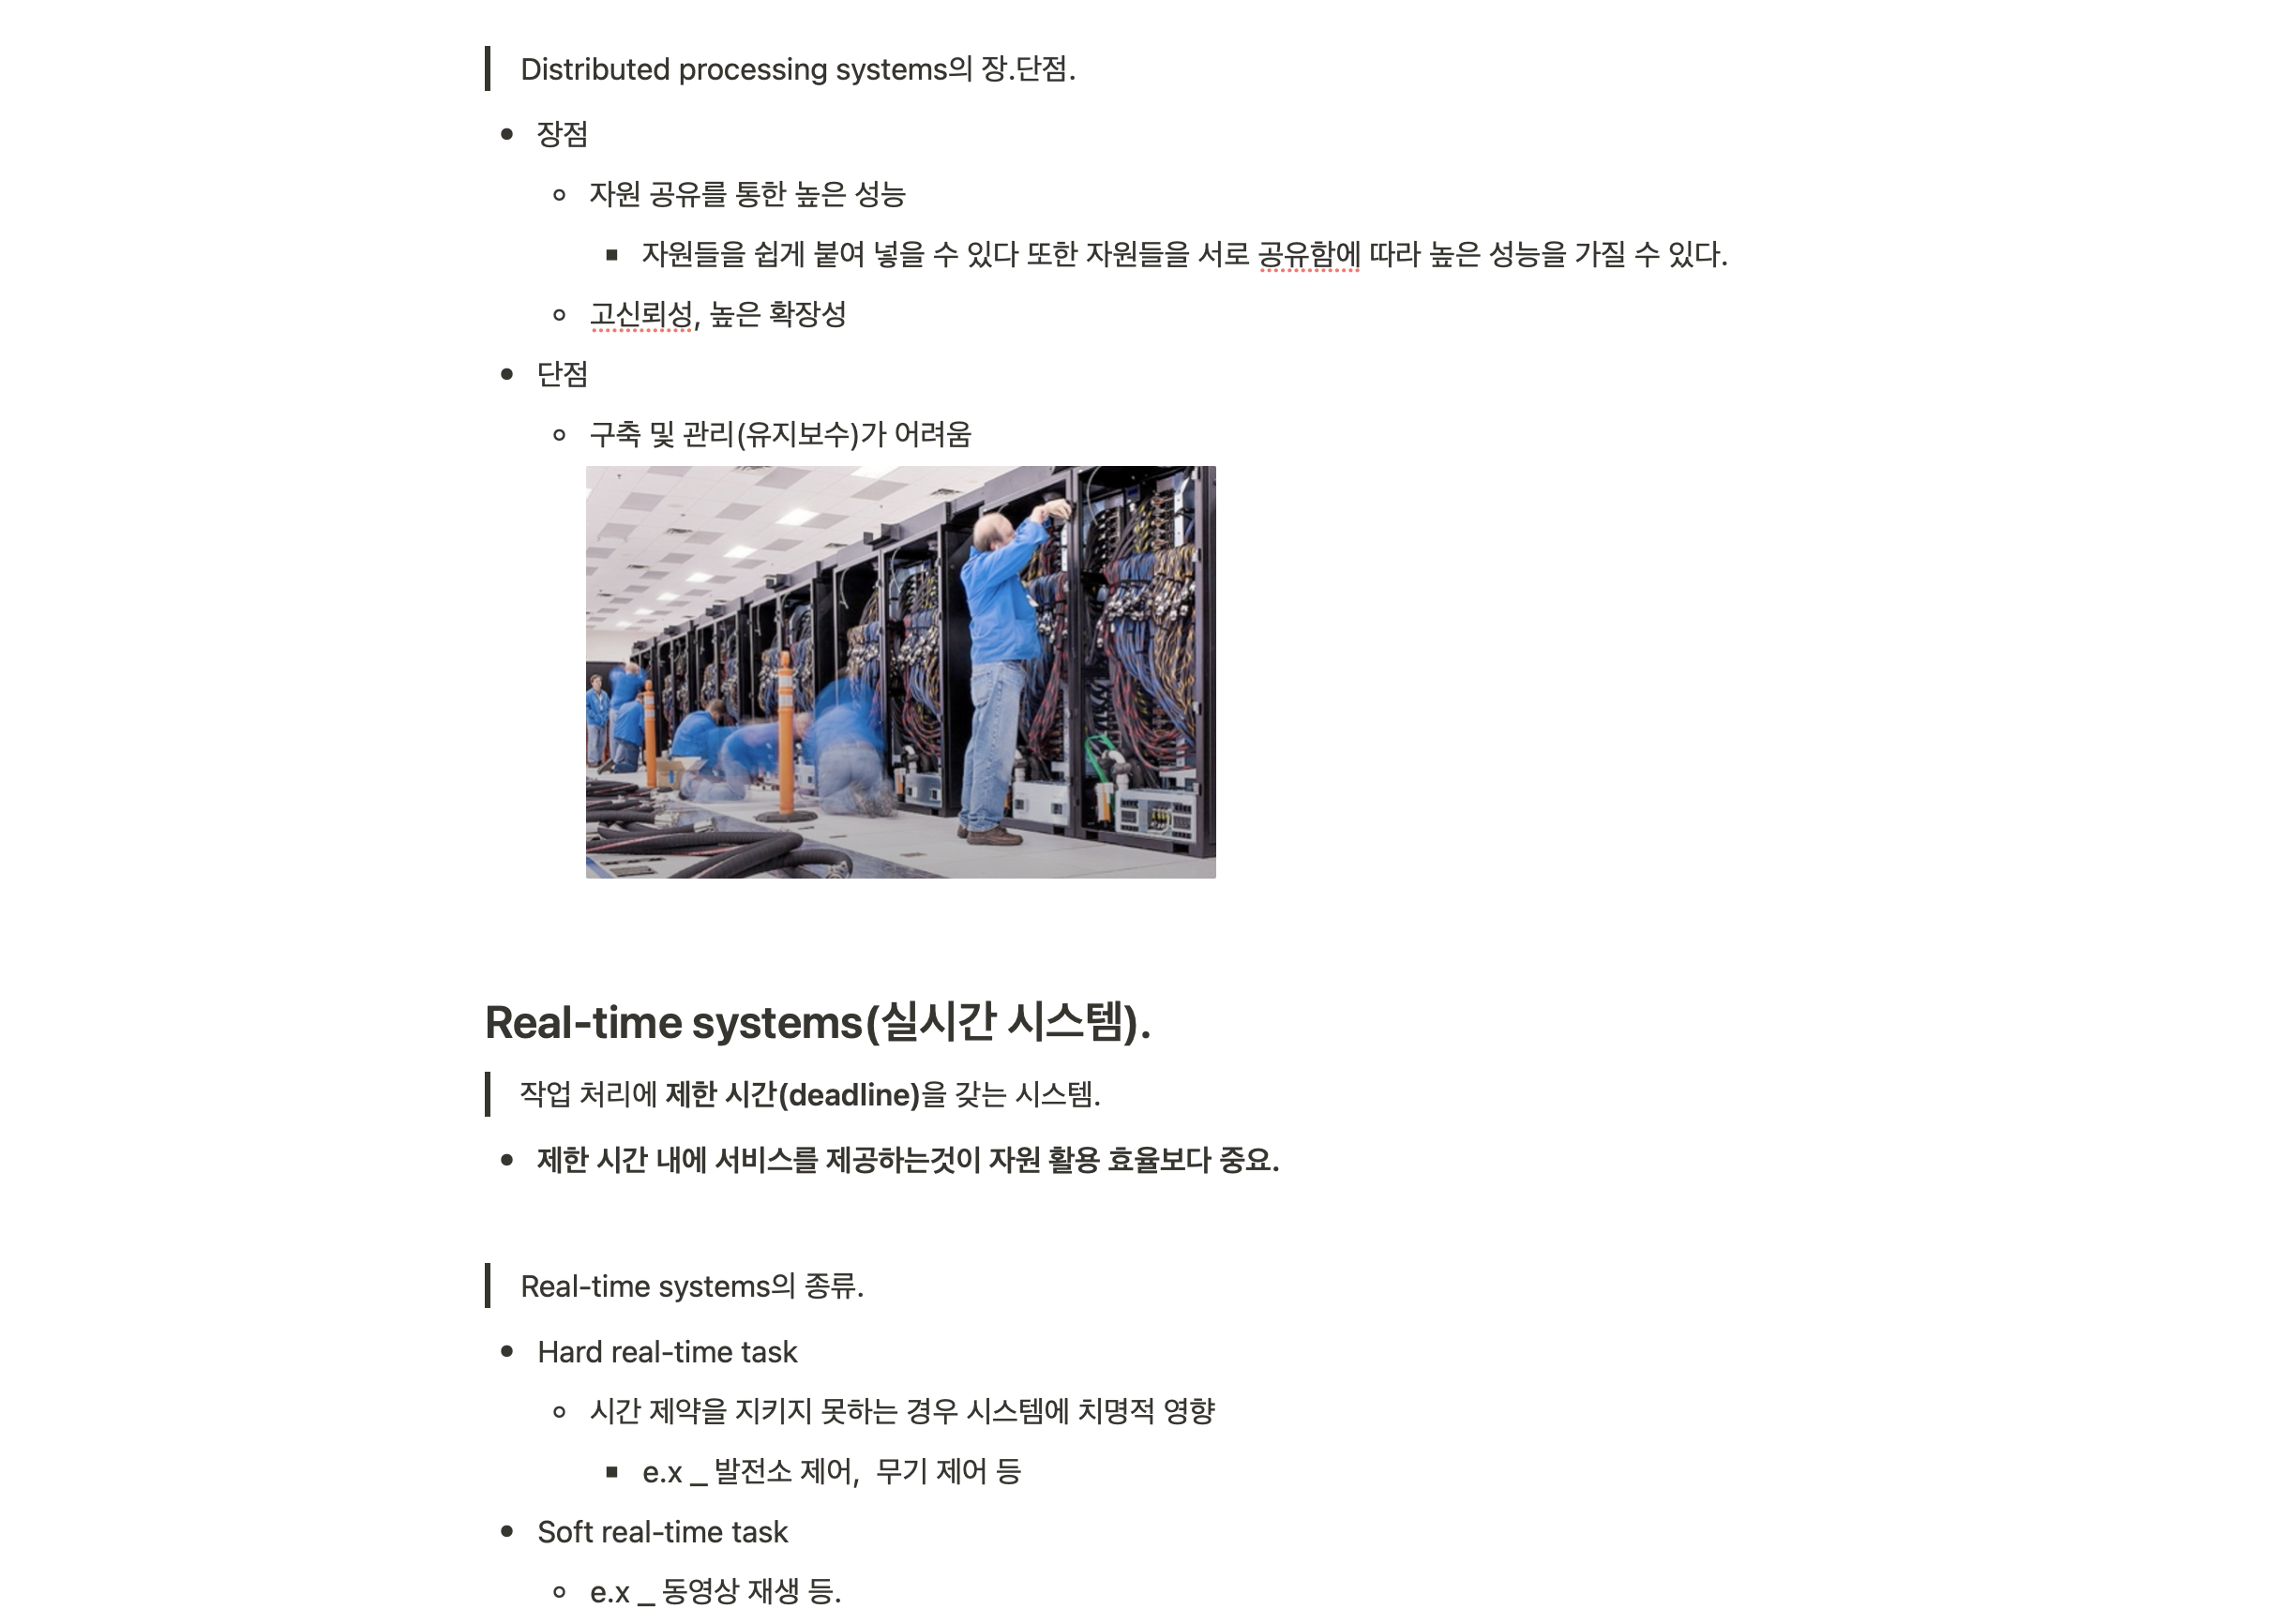 Distributed processing systems의 장.단점.
장점
자원 공유를 통한 높은 성능
자원들을 쉽게 붙여 넣을 수 있다 또한 자원들을 서로 공유함에 따라 높은 성능을 가질 수 있다.
고신뢰성, 높은 확장성
단점
구축 및 관리(유지보수)가 어려움
Real-time systems(실시간 시스템).
작업 처리에 제한 시간(deadline)을 갖는 시스템.
제한 시간 내에 서비스를 제공하는것이 자원 활용 효율보다 중요.
Real-time systems의 종류.
Hard real-time task
시간 제약을 지키지 못하는 경우 시스템에 치명적 영향
e.x _ 발전소 제어, 무기 제어 등
Soft real-time task
e.x _ 동영상 재생 등.